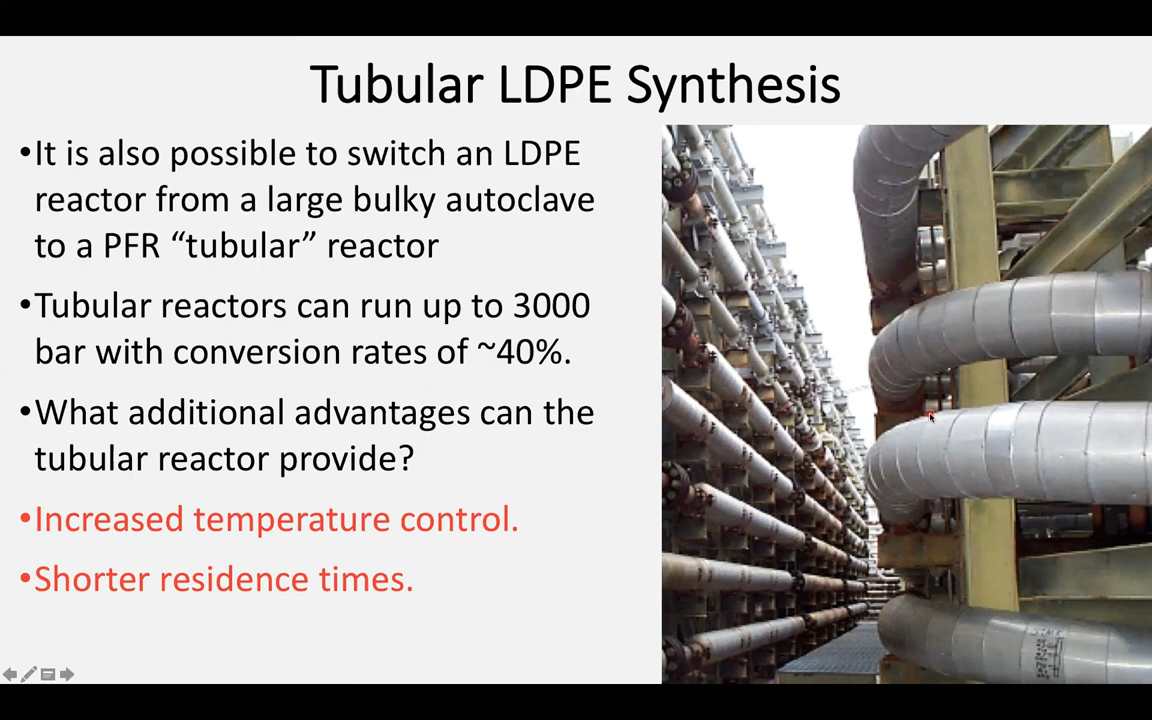 Tubular LDPE Synthesis
•It is also possible to switch an LDPE
reactor from a large bulky autoclave
to a PFR “tubular” reactor
•Tubular reactors can run up to 3000
bar with conversion rates of ~40%.
•What additional advantages can the
tubular reactor provide?
•Increased temperature control.
•Shorter residence times.